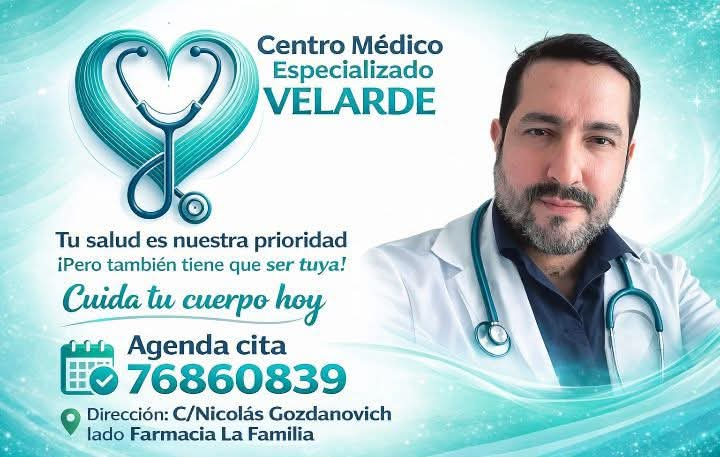 Centro Médico
Especializado
VELARDE
Tu salud es nuestra prioridad
¡Pero también tiene que ser tuya!
Cuida tu cuerpo hoy
Agenda cita
76860839
Dirección: C/Nicolás Gozdanovich
lado Farmacia La Familia